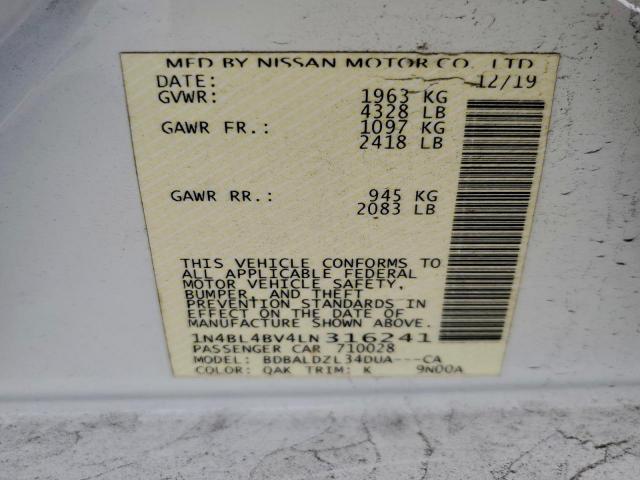 MFD BY NISSAN MOTOR CO., LTD
DATE: 12/19
GVWR: 1963 KG
4328 LB
GAWR FR.: 1097 KG
2418 LB
GAWR RR.: 945 KG
2083 LB
THIS VEHICLE CONFORMS TO
ALL APPLICABLE FEDERAL
MOTOR VEHICLE SAFETY,
BUMPER, AND THEFT
PREVENTION STANDARDS IN
EFFECT ON THE DATE OF
MANUFACTURE SHOWN ABOVE.
1N4BL4BV4LN316241
PASSENGER CAR 710028
MODEL: BDBALDZL34DUA---CA
COLOR: QAK TRIM: K 9N00A